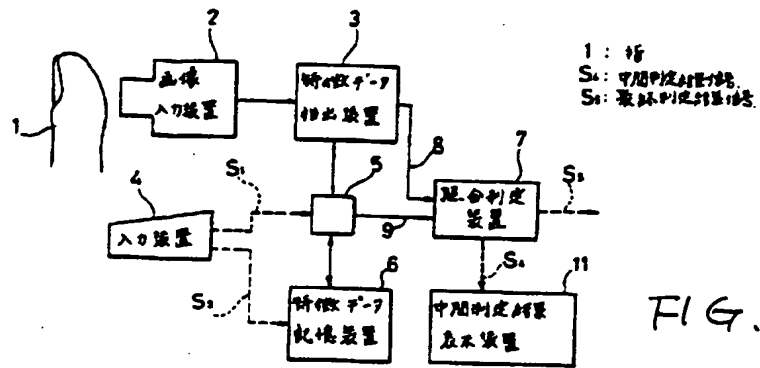 2
3
画像
入力装置
特徴データ
抽出装置
1 : 指
S₄: 中間判定結果信号.
S₅: 最終判定結果信号.
1
8
7
4
S₁
5
照合判定
装置
S₅
入力装置
9
S₄
S₂
6
11
特徴データ
記憶装置
中間判定結果
表示装置
FIG.